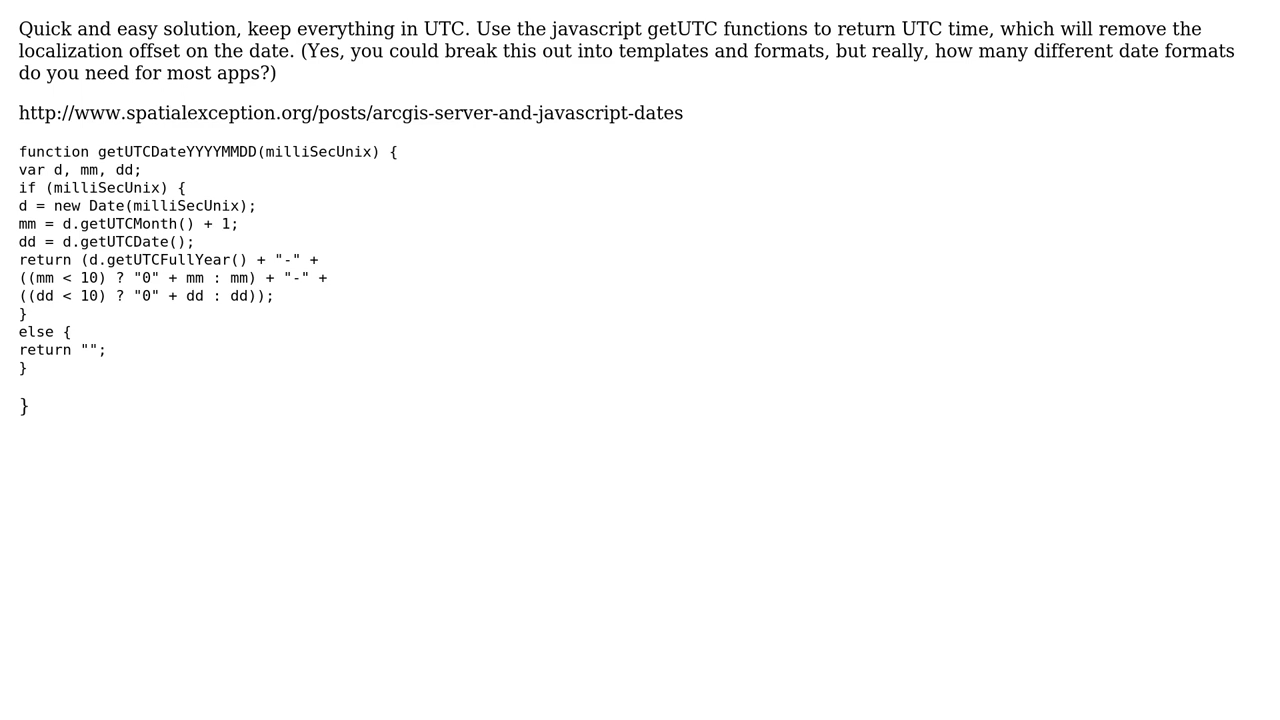 Quick and easy solution, keep everything in UTC. Use the javascript getUTC functions to return UTC time, which will remove the
localization offset on the date. (Yes, you could break this out into templates and formats, but really, how many different date formats
do you need for most apps?)
http://www.spatialexception.org/posts/arcgis-server-and-javascript-dates
function getUTCDateYYYYMMDD(milliSecUnix) {
var d, mm, dd;
if (milliSecUnix) {
d = new Date(milliSecUnix);
mm = d.getUTCMonth() + 1;
dd = d.getUTCDate();
return (d.getUTCFullYear() + "-" +
((mm < 10) ? "0" + mm : mm) + "-" +
((dd < 10) ? "0" + dd : dd));
}
else {
return "";
}
}